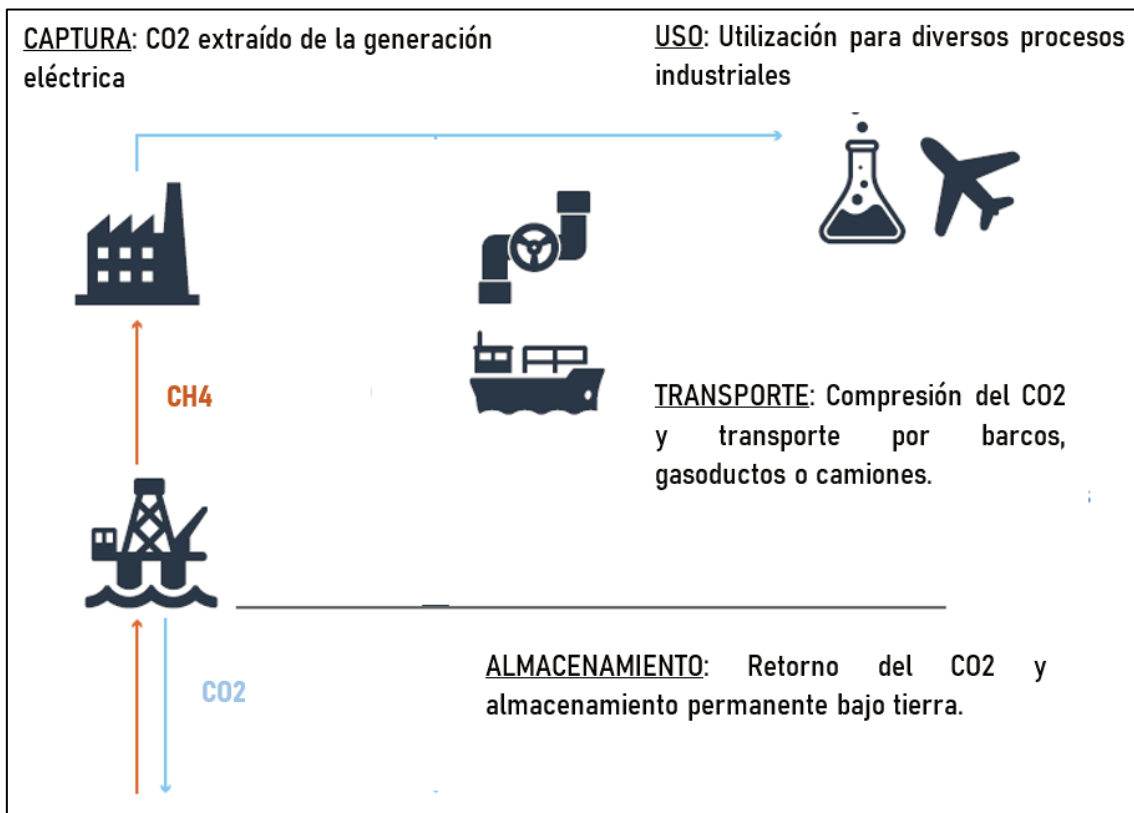 CAPTURA: CO2 extraído de la generación
eléctrica
USO: Utilización para diversos procesos
industriales
CH4
TRANSPORTE: Compresión del CO2
y transporte por barcos,
gasoductos o camiones.
CO2
ALMACENAMIENTO: Retorno del CO2 y
almacenamiento permanente bajo tierra.